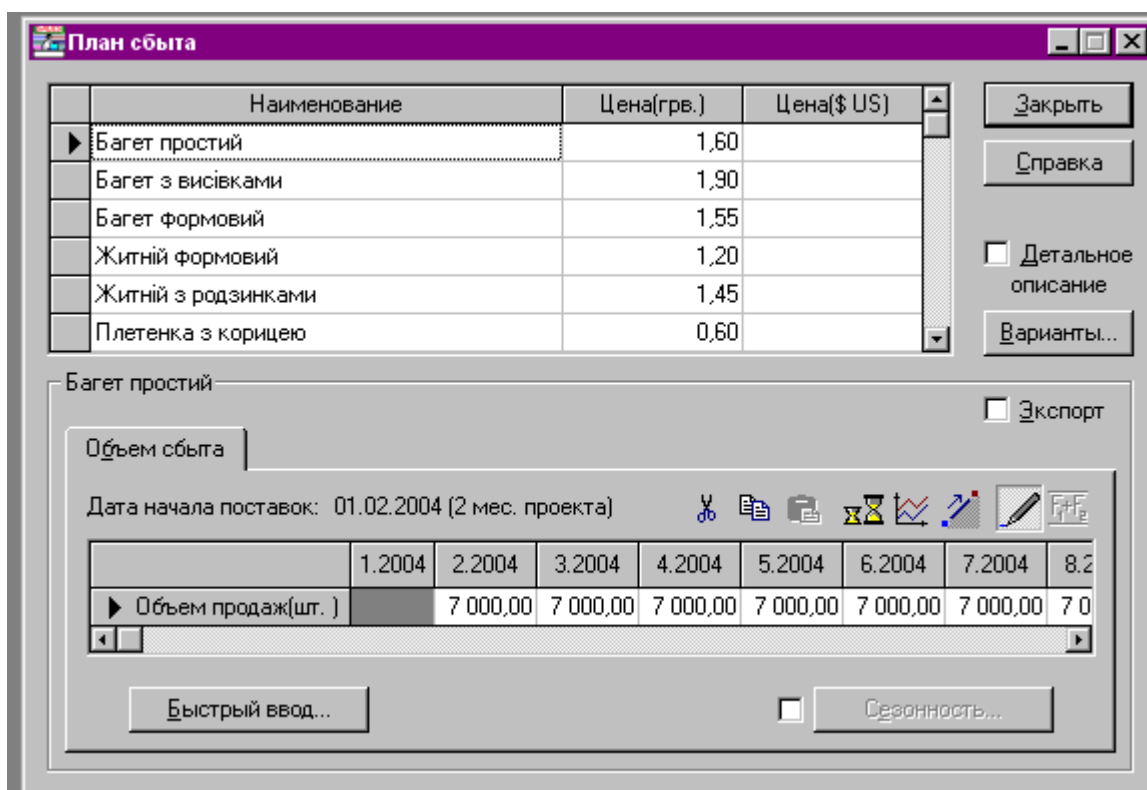 План сбыта
Наименование Цена(грв.) Цена($ US)
Багет простий 1,60
Багет з висівками 1,90
Багет формовий 1,55
Житній формовий 1,20
Житній з родзинками 1,45
Плетенка з корицею 0,60
Закрыть
Справка
Детальное
описание
Варианты...
Багет простий
Экспорт
Объем сбыта
Дата начала поставок: 01.02.2004 (2 мес. проекта)
1.2004 2.2004 3.2004 4.2004 5.2004 6.2004 7.2004 8.2
Объем продаж(шт. ) 7 000,00 7 000,00 7 000,00 7 000,00 7 000,00 7 000,00 7 0
Быстрый ввод... Сезонность...